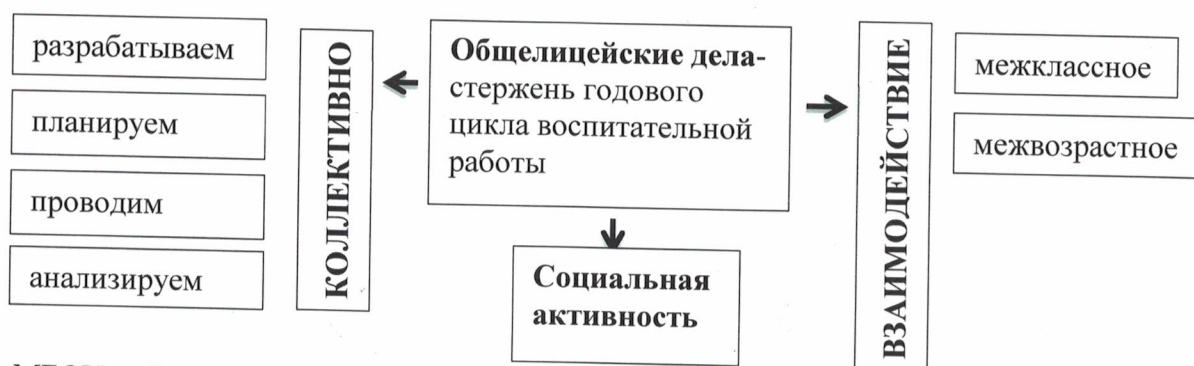 разрабатываем
планируем
проводим
анализируем
КОЛЛЕКТИВНО
Общелицейские дела-
стержень годового
цикла воспитательной
работы
Социальная
активность
ВЗАИМОДЕЙСТВИЕ
межклассное
межвозрастное